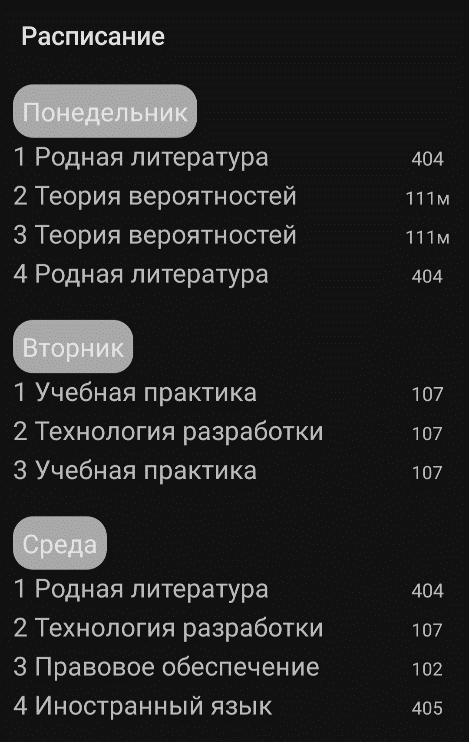 Расписание
Понедельник
1 Родная литература 404
2 Теория вероятностей 111м
3 Теория вероятностей 111м
4 Родная литература 404
Вторник
1 Учебная практика 107
2 Технология разработки 107
3 Учебная практика 107
Среда
1 Родная литература 404
2 Технология разработки 107
3 Правовое обеспечение 102
4 Иностранный язык 405